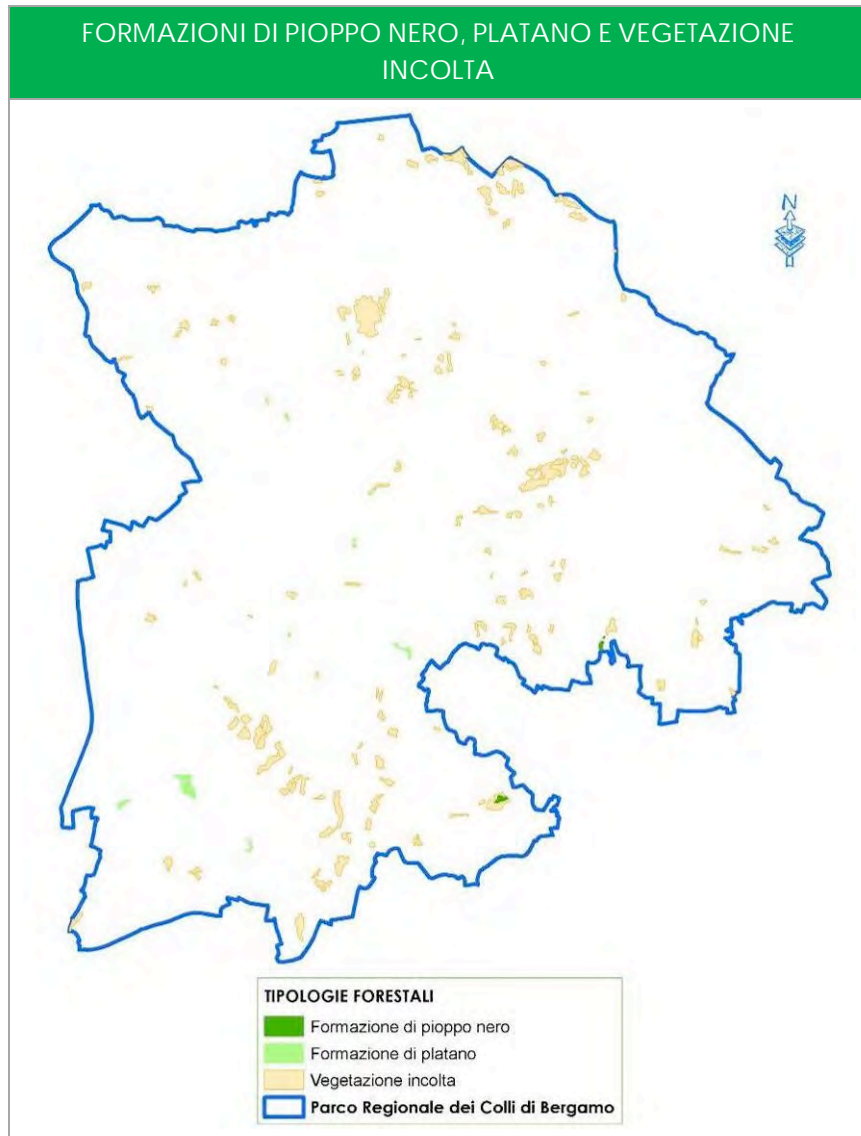 FORMAZIONI DI PIOPPO NERO, PLATANO E VEGETAZIONE
INCOLTA
N
TIPOLOGIE FORESTALI
Formazione di pioppo nero
Formazione di platano
Vegetazione incolta
Parco Regionale dei Colli di Bergamo